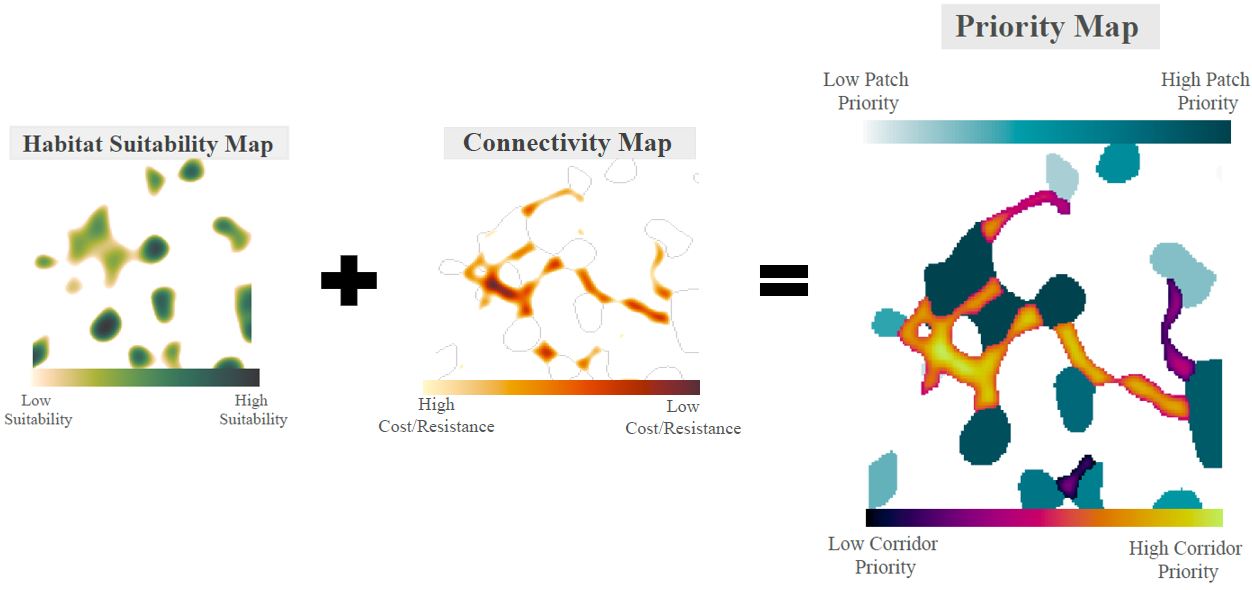 Habitat Suitability Map
Low
Suitability
High
Suitability
Connectivity Map
High
Cost/Resistance
Low
Cost/Resistance
Priority Map
Low Patch
Priority
High Patch
Priority
Low Corridor
Priority
High Corridor
Priority